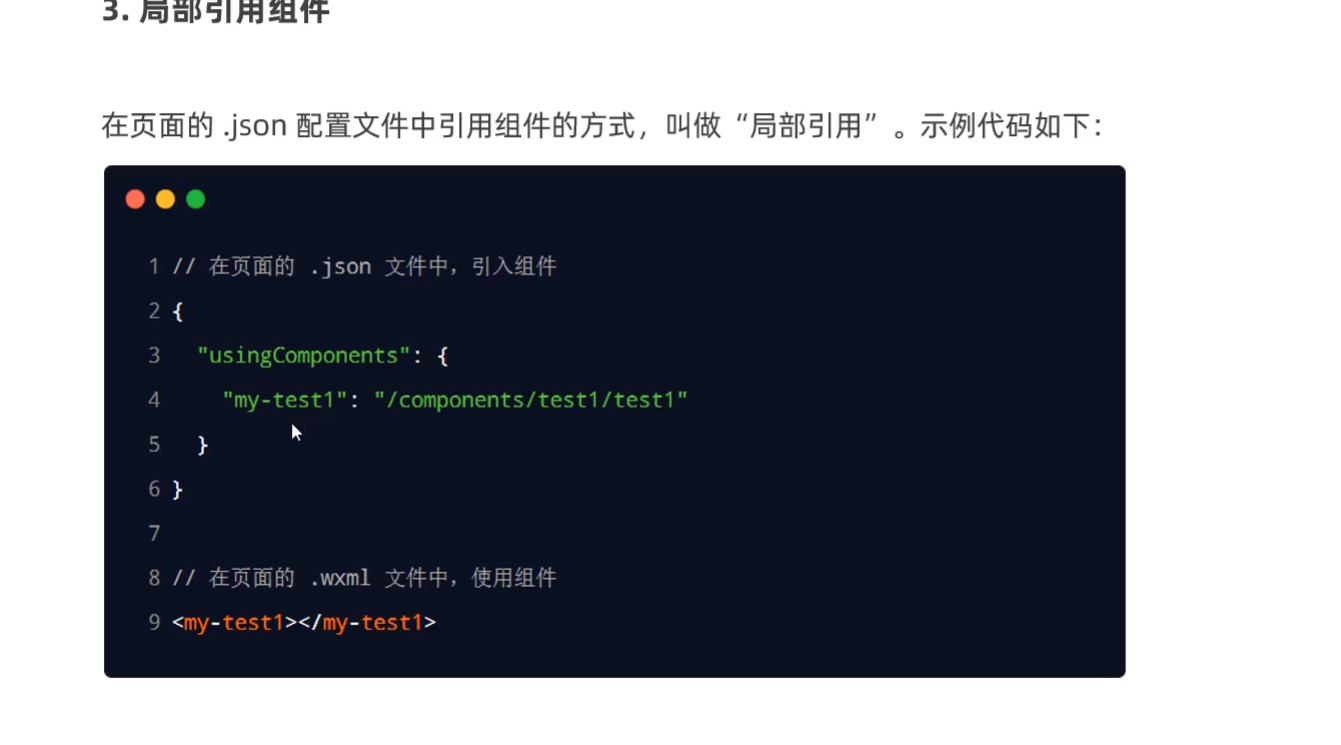 3. 局部引用组件
在页面的 .json 配置文件中引用组件的方式，叫做“局部引用”。示例代码如下：
1 // 在页面的 .json 文件中，引入组件
2 {
3   "usingComponents": {
4     "my-test1": "/components/test1/test1"
5   }
6 }
7
8 // 在页面的 .wxml 文件中，使用组件
9 <my-test1></my-test1>